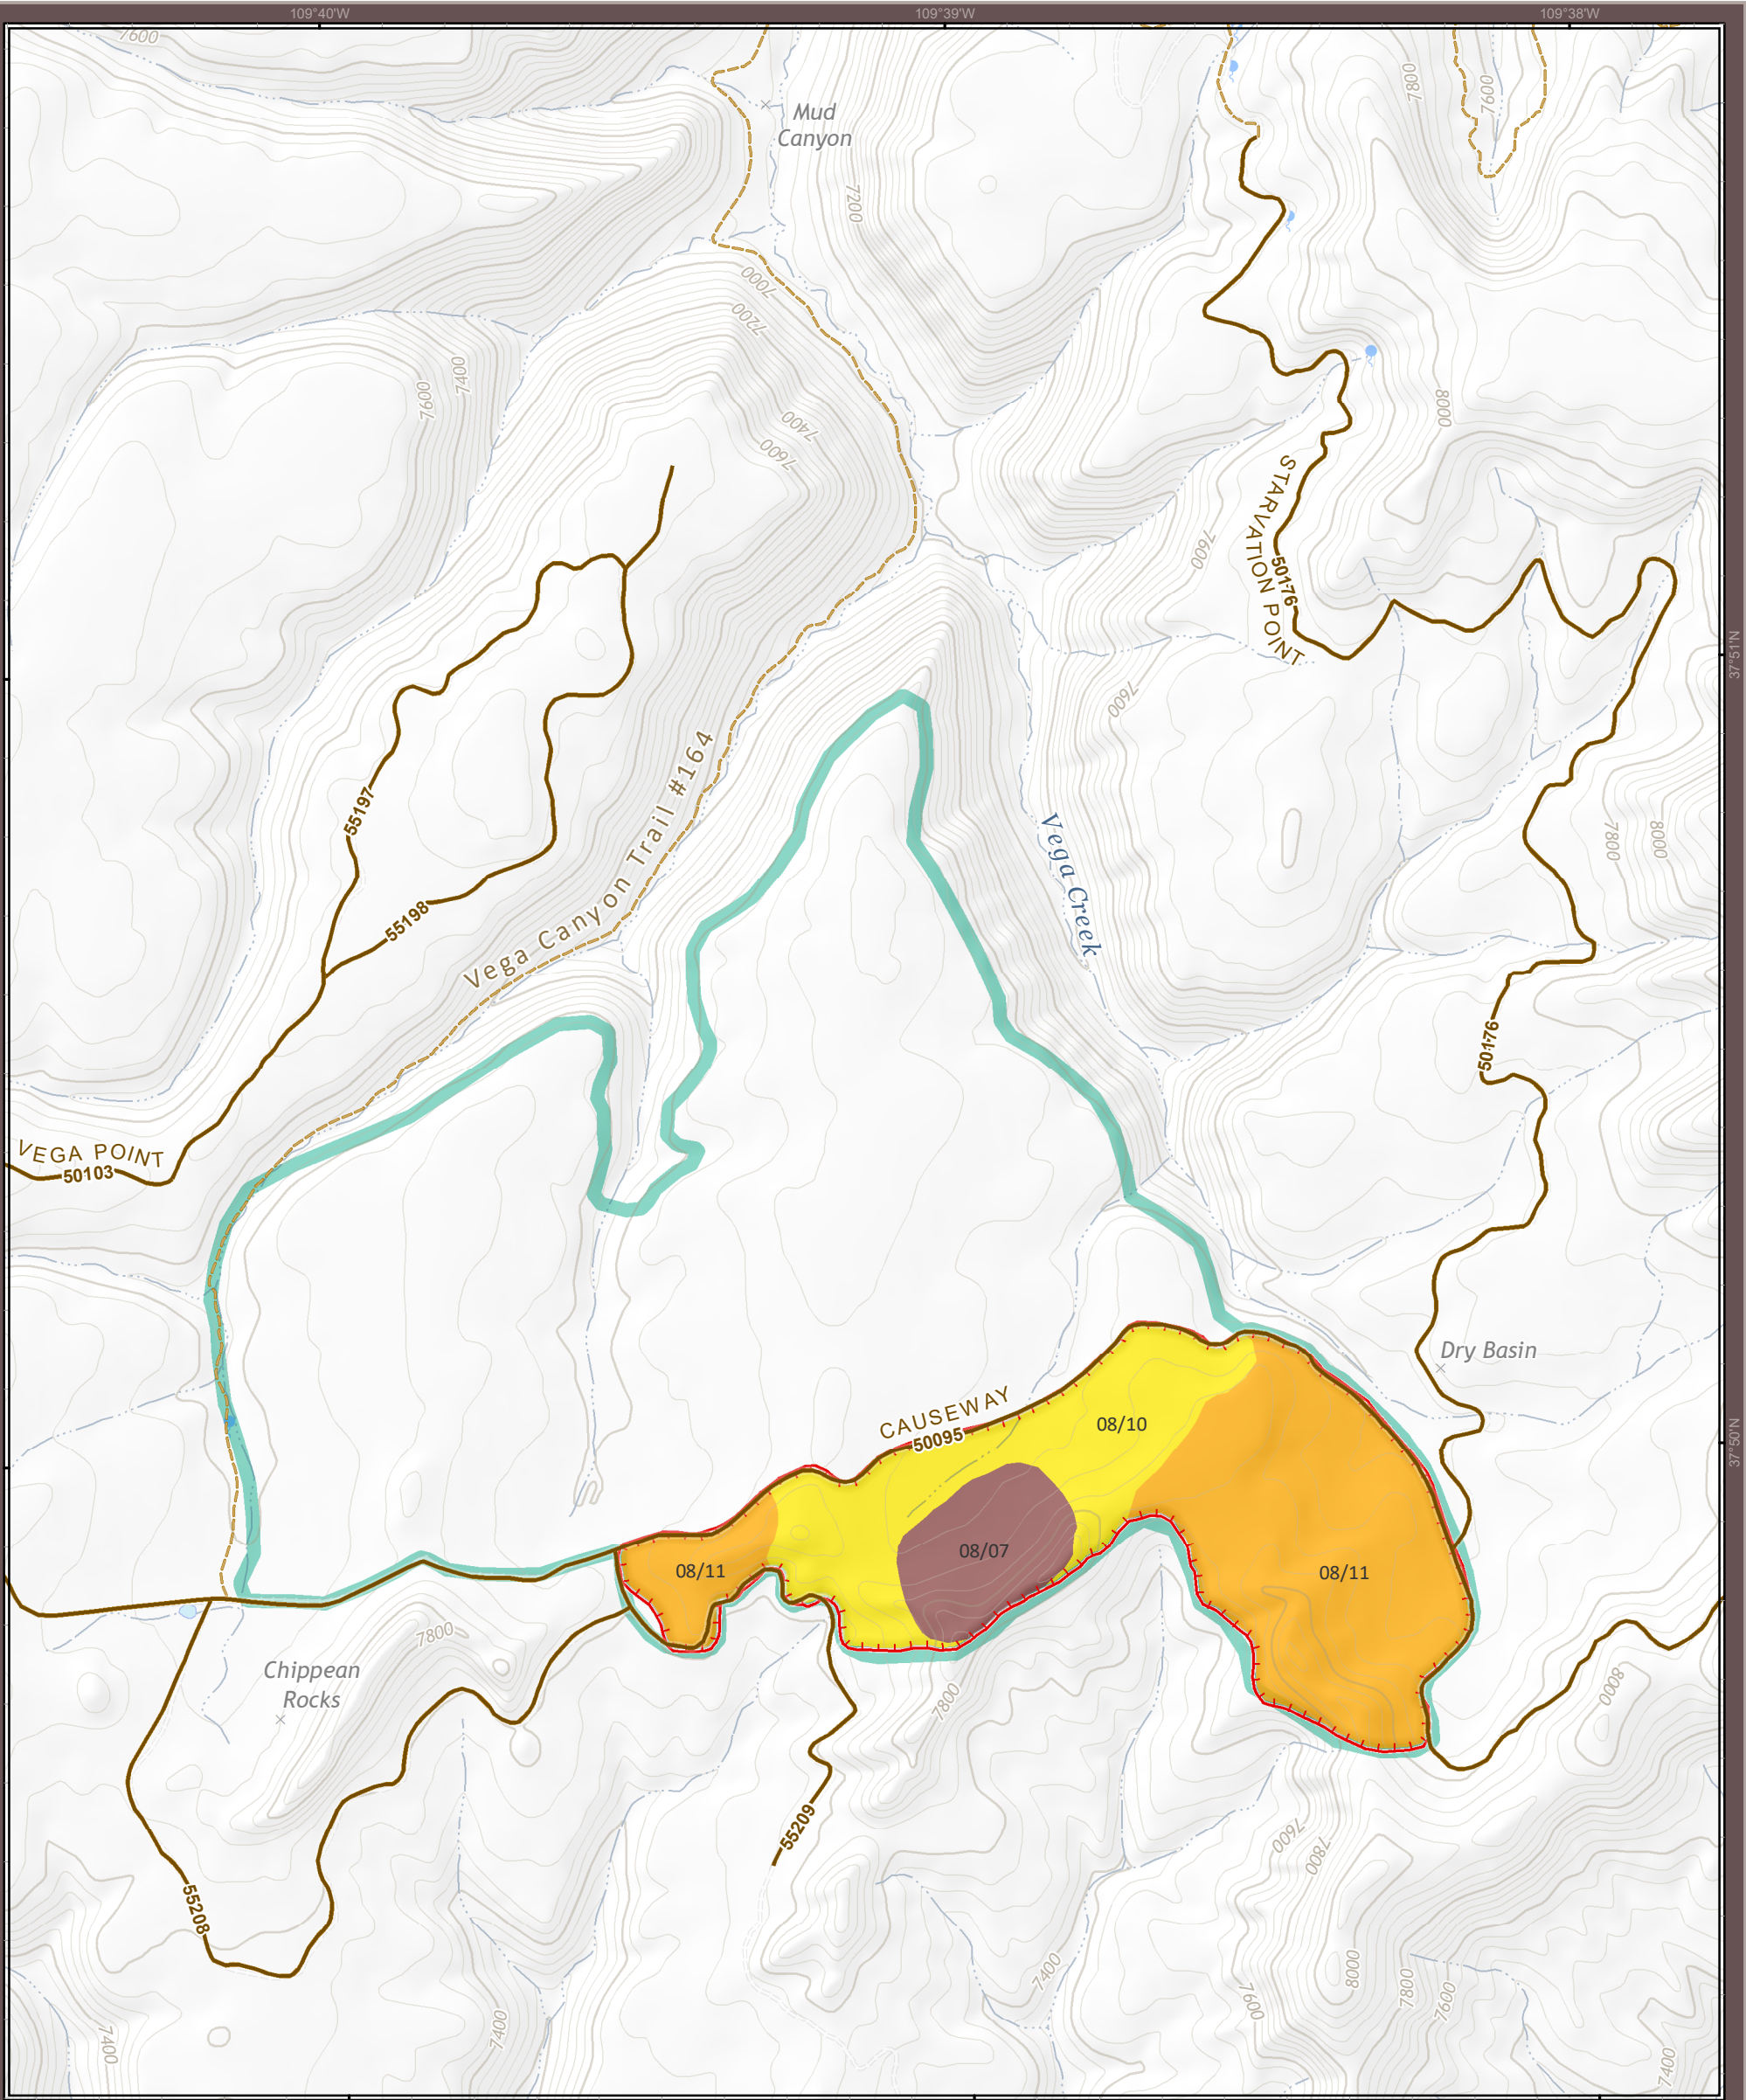 109°40'W
109°39'W
109°38'W
7600
Mud
Canyon
7800
7600
7200
7000
7200
7400
7600
7400
7600
8000
STARVATION POINT
50176
7600
37°51'N
7600
Vega Canyon Trail #164
55197
55198
Vega Creek
7800
8000
50176
VEGA POINT
50103
Dry Basin
CAUSEWAY
50095
08/10
37°50'N
08/07
08/11
08/11
7800
Chippean
Rocks
7800
8000
55209
7600
7800
55208
7400
7400
7400
7600
8000
7800
7600
7400